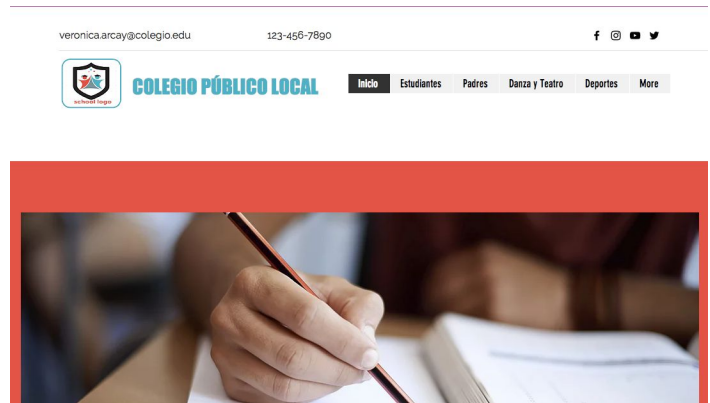 veronica.arcay@colegio.edu 123-456-7890
school logo
COLEGIO PÚBLICO LOCAL
Inicio Estudiantes Padres Danza y Teatro Deportes More